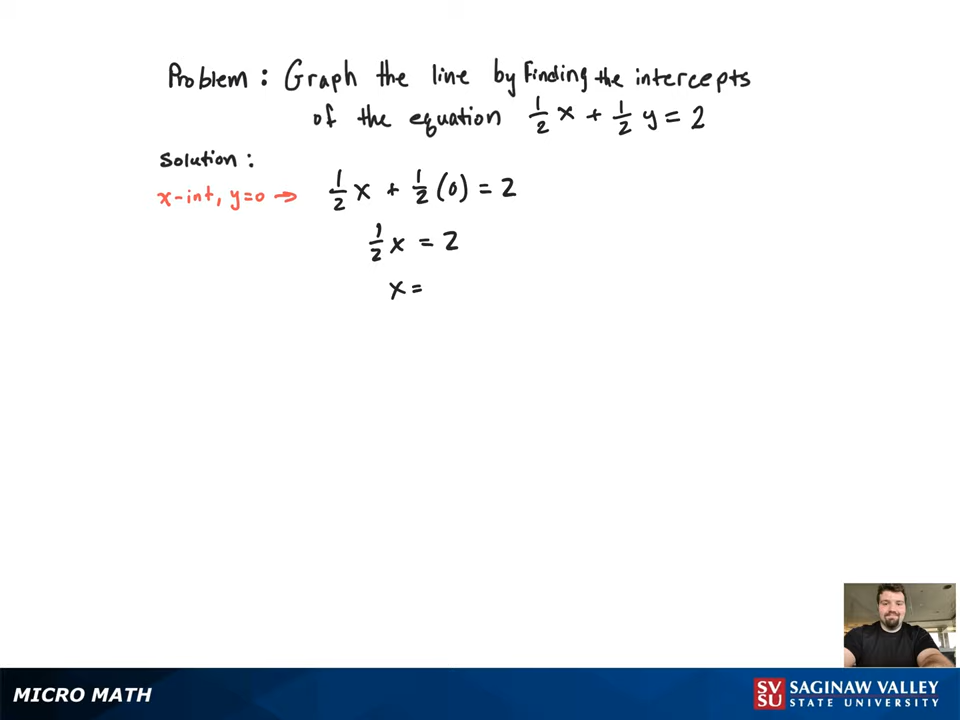 Problem: Graph the line by Finding the intercepts
of the equation 1/2 x + 1/2 y = 2
Solution:
x-int, y=0 → 1/2 x + 1/2 (0) = 2
1/2 x = 2
x =
MICRO MATH
SVSU SAGINAW VALLEY
STATE UNIVERSITY